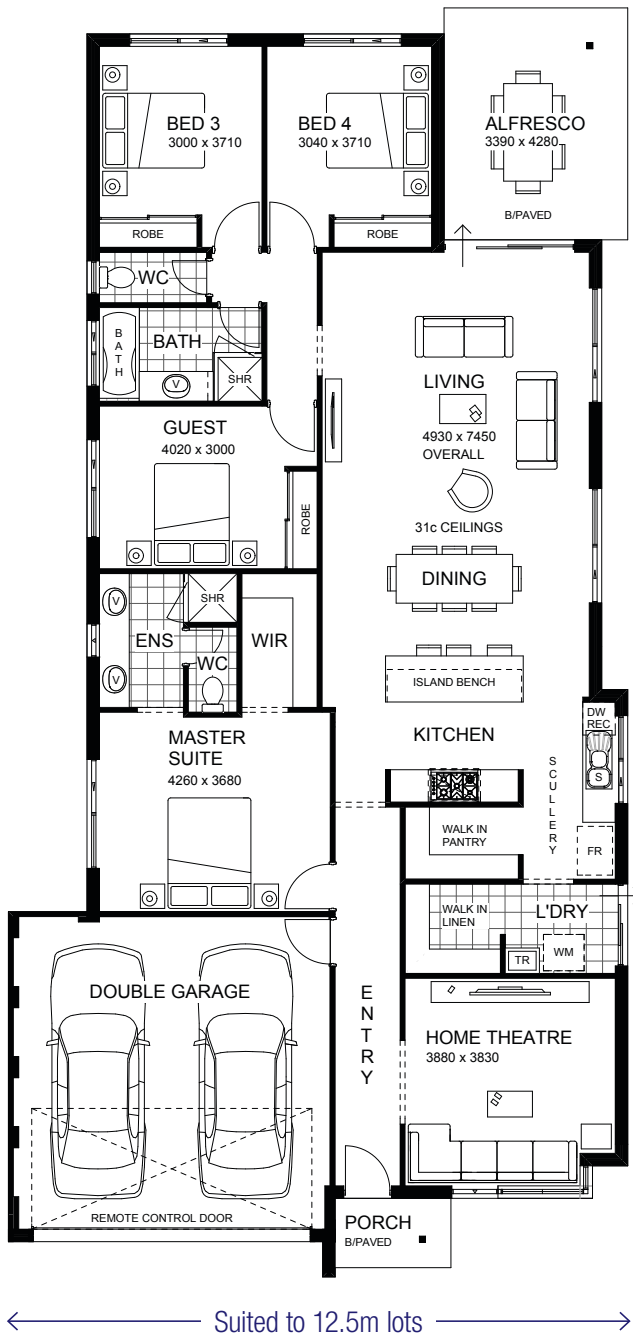 BED 3
3000 x 3710
BED 4
3040 x 3710
ALFRESCO
3390 x 4280
B/PAVED
ROBE
ROBE
WC
BATH
BATH
V
SHR
LIVING
4930 x 7450
OVERALL
GUEST
4020 x 3000
ROBE
31c CEILINGS
DINING
V
ENS
V
SHR
WC
WIR
ISLAND BENCH
KITCHEN
DW
REC
S
SCULLERY
FR
MASTER
SUITE
4260 x 3680
WALK IN
PANTRY
WALK IN
LINEN
L'DRY
TR
WM
DOUBLE GARAGE
ENTRY
HOME THEATRE
3880 x 3830
REMOTE CONTROL DOOR
PORCH
B/PAVED
Suited to 12.5m lots